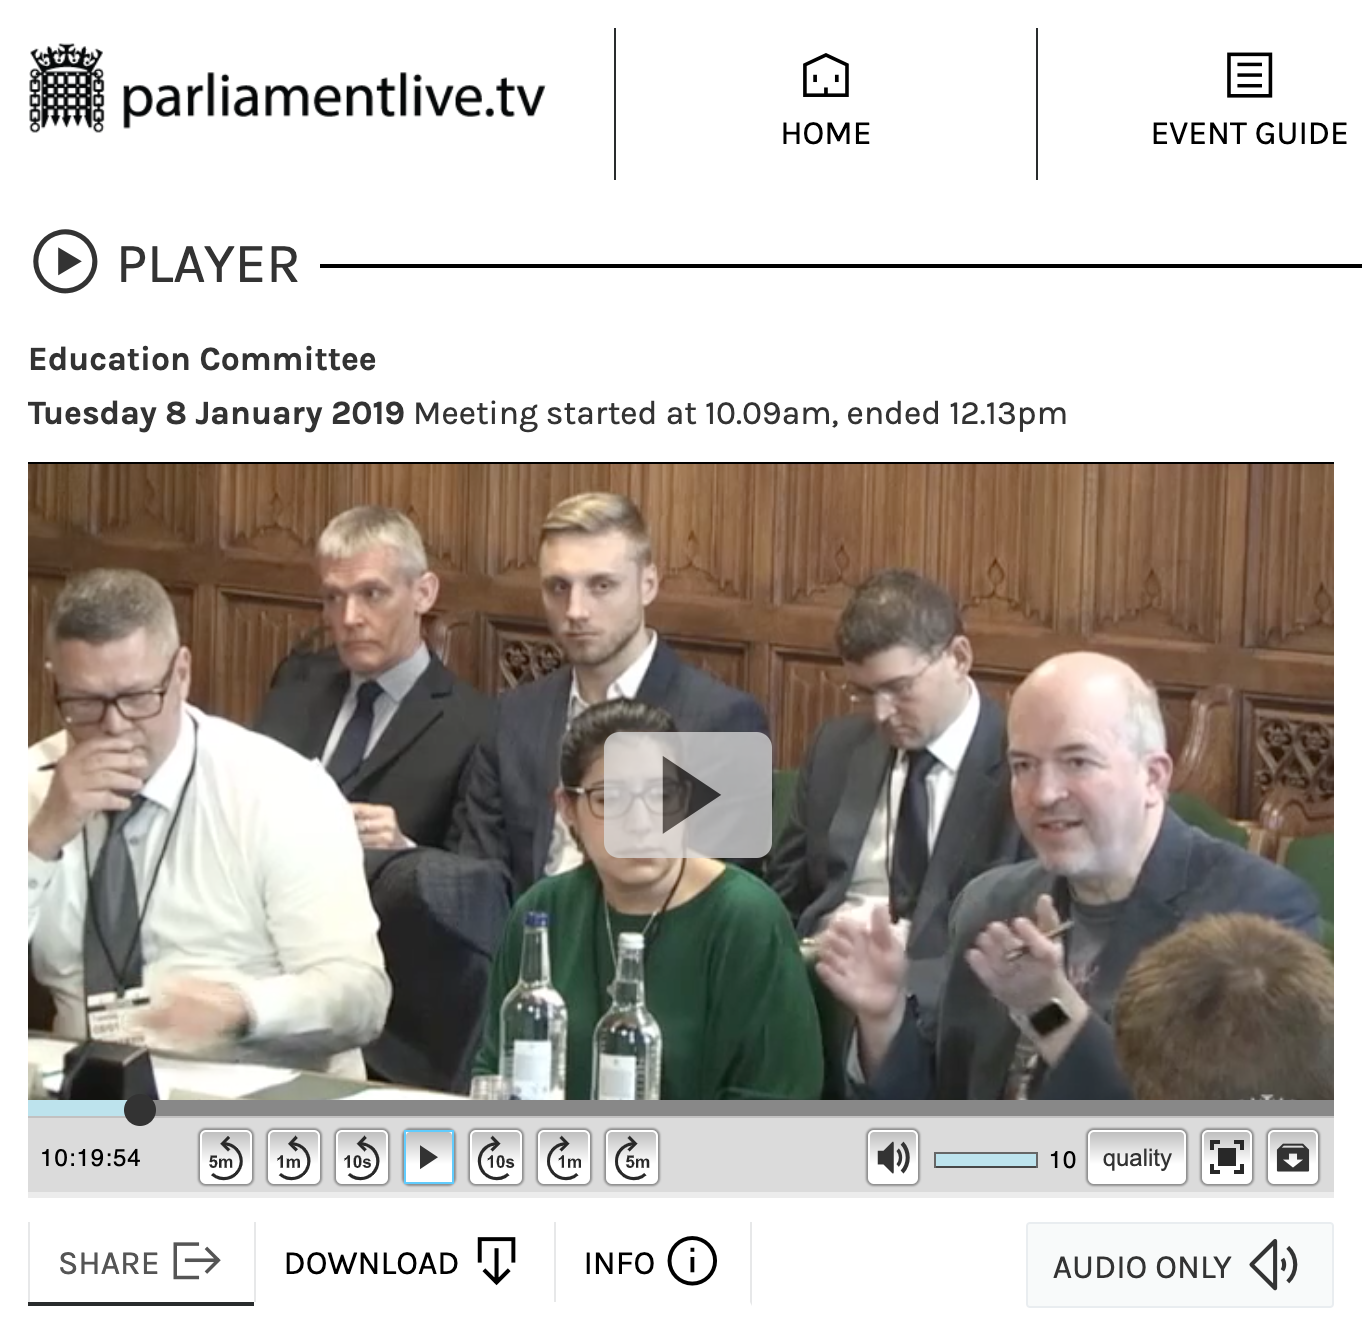 parliamentlive.tv
HOME
EVENT GUIDE
PLAYER
Education Committee
Tuesday 8 January 2019 Meeting started at 10.09am, ended 12.13pm
10:19:54
5m
1m
10s
10s
1m
5m
10
quality
SHARE
DOWNLOAD
INFO
AUDIO ONLY